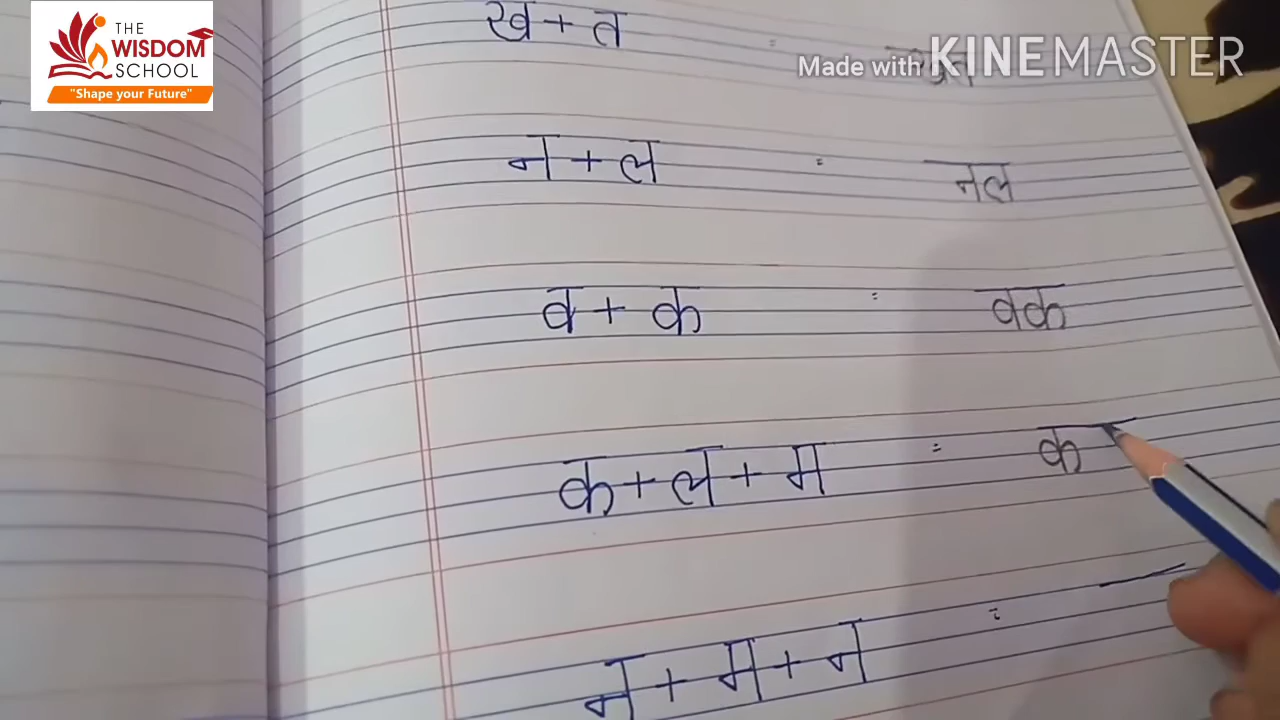 THE
WISDOM
SCHOOL
"Shape your Future"
Made with KINEMASTER
ख + त =
न + ल = नल
व + क = वक
क + ल + म = क
न + म + न =